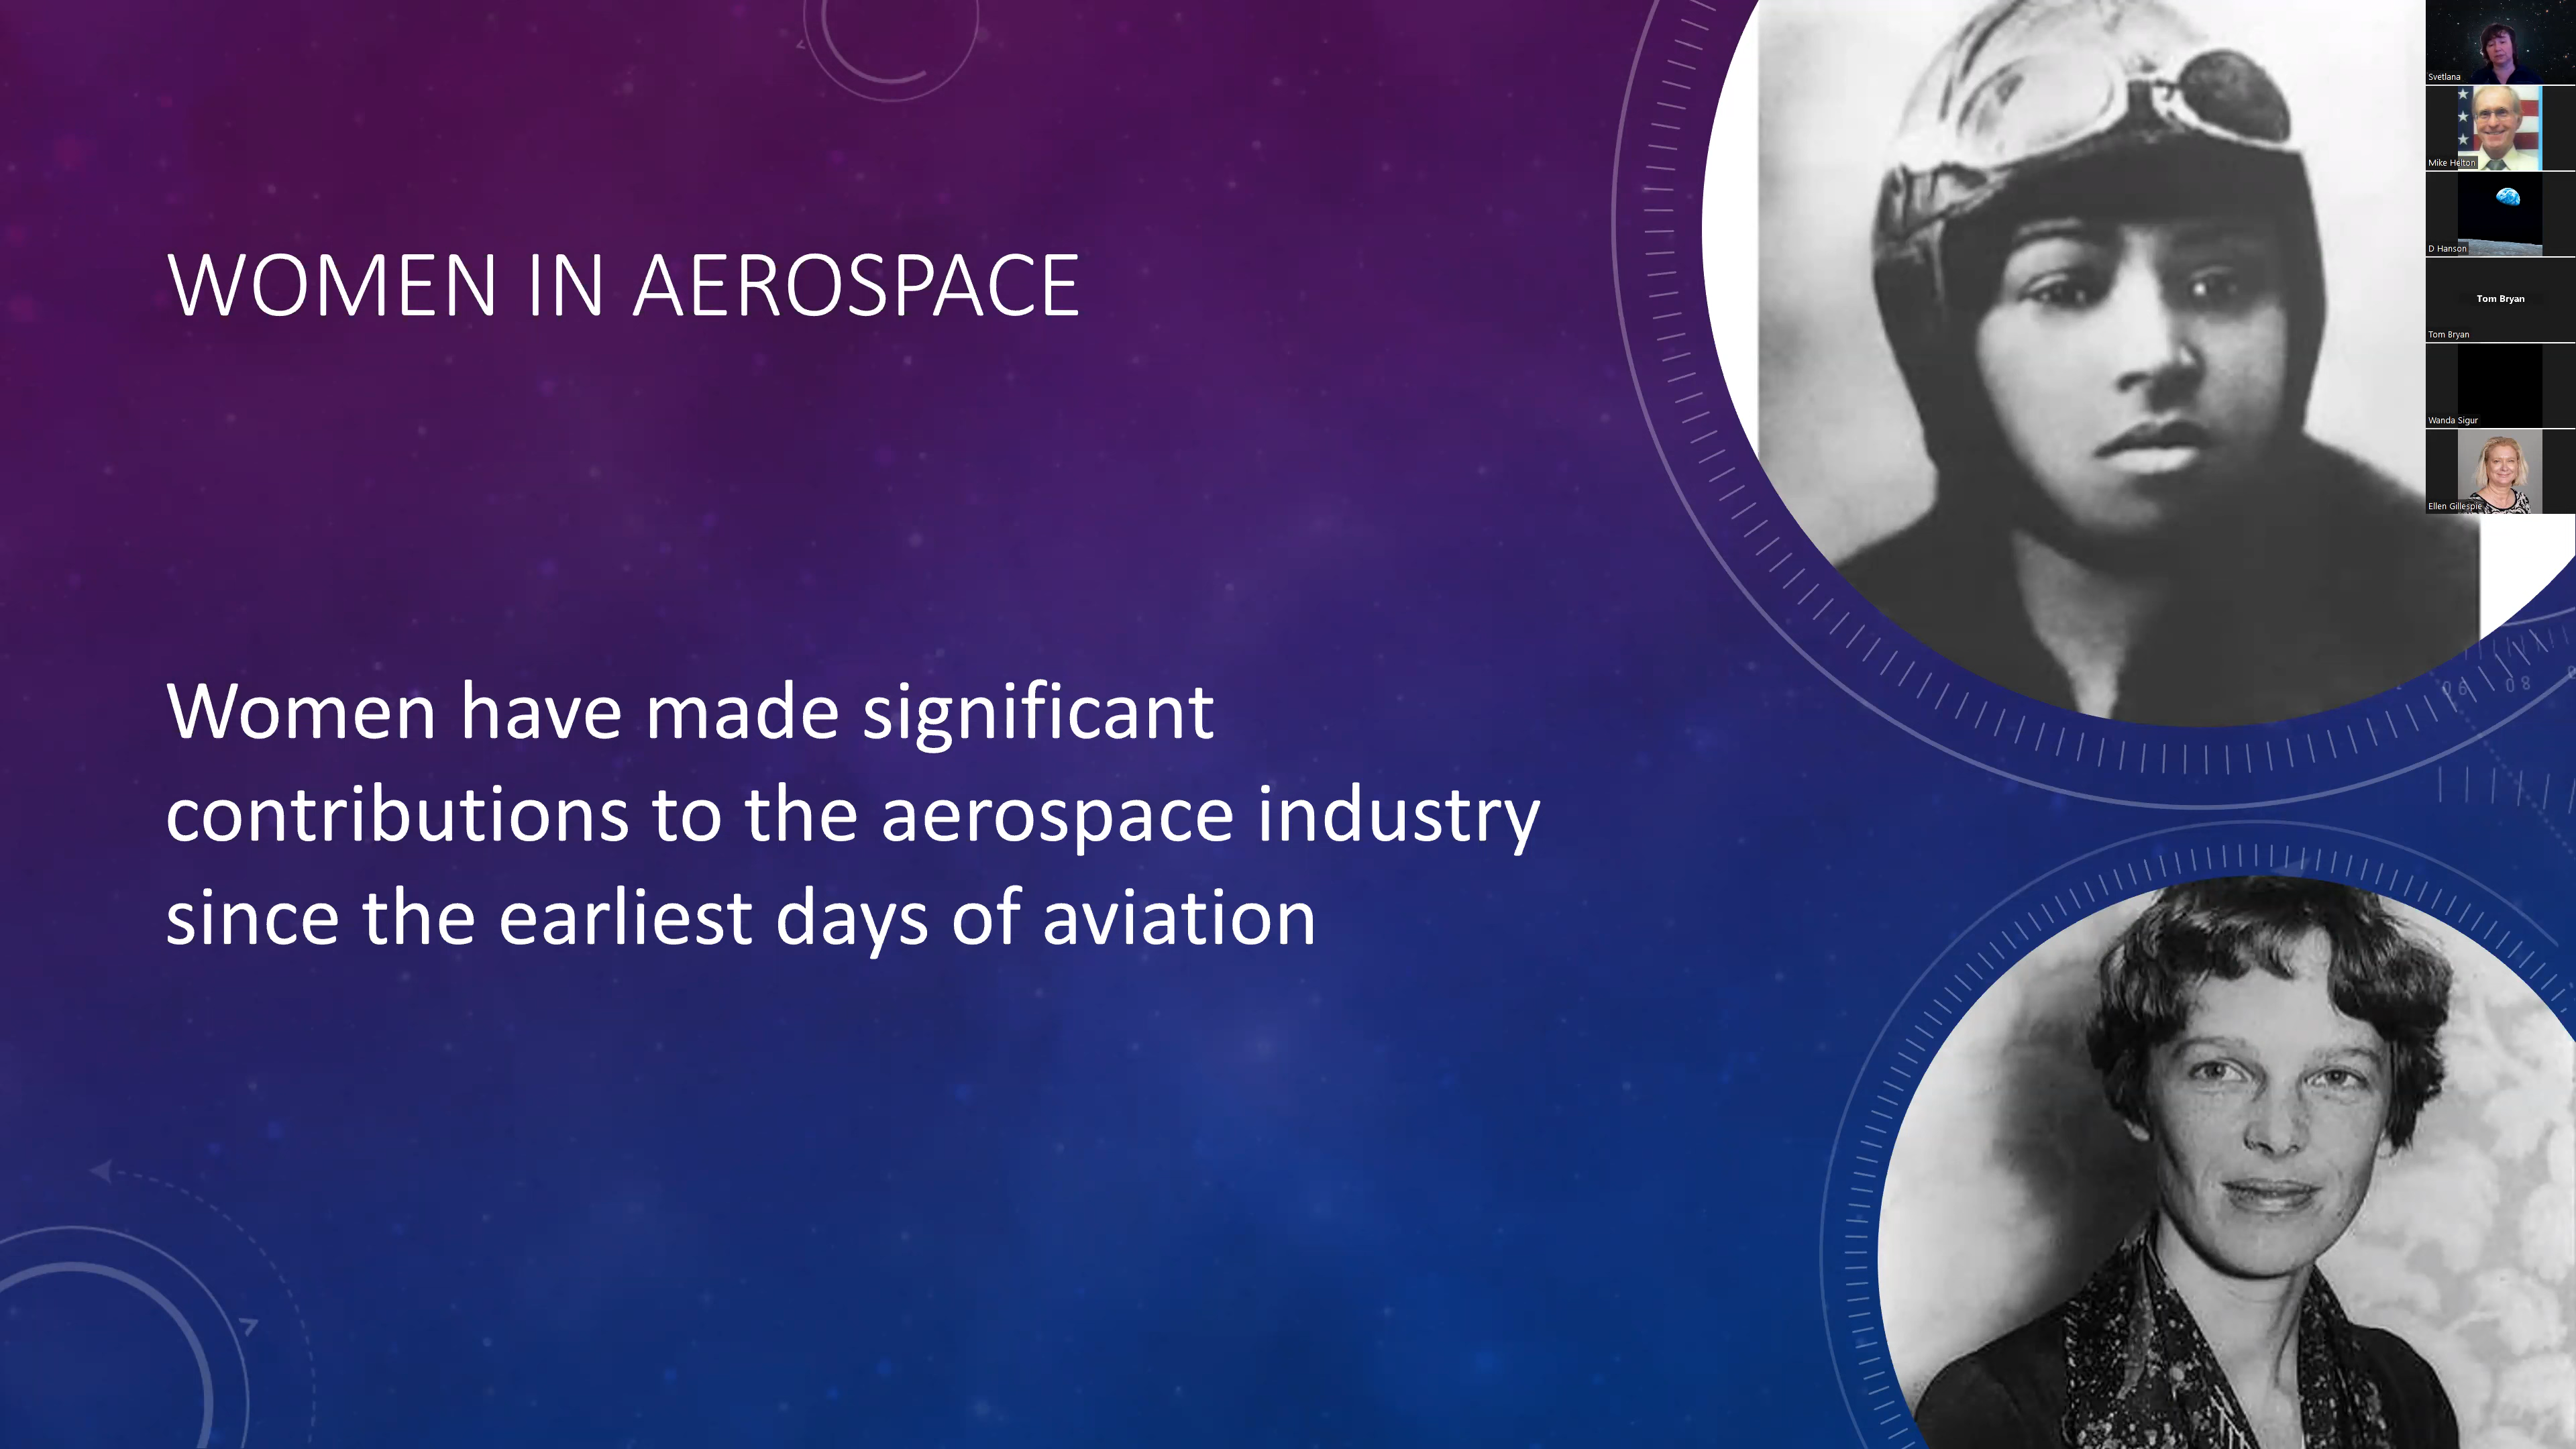 WOMEN IN AEROSPACE
Women have made significant
contributions to the aerospace industry
since the earliest days of aviation
Svetlana
Mike Helton
D Hanson
Tom Bryan
Tom Bryan
Wanda Sigur
Ellen Gillespie